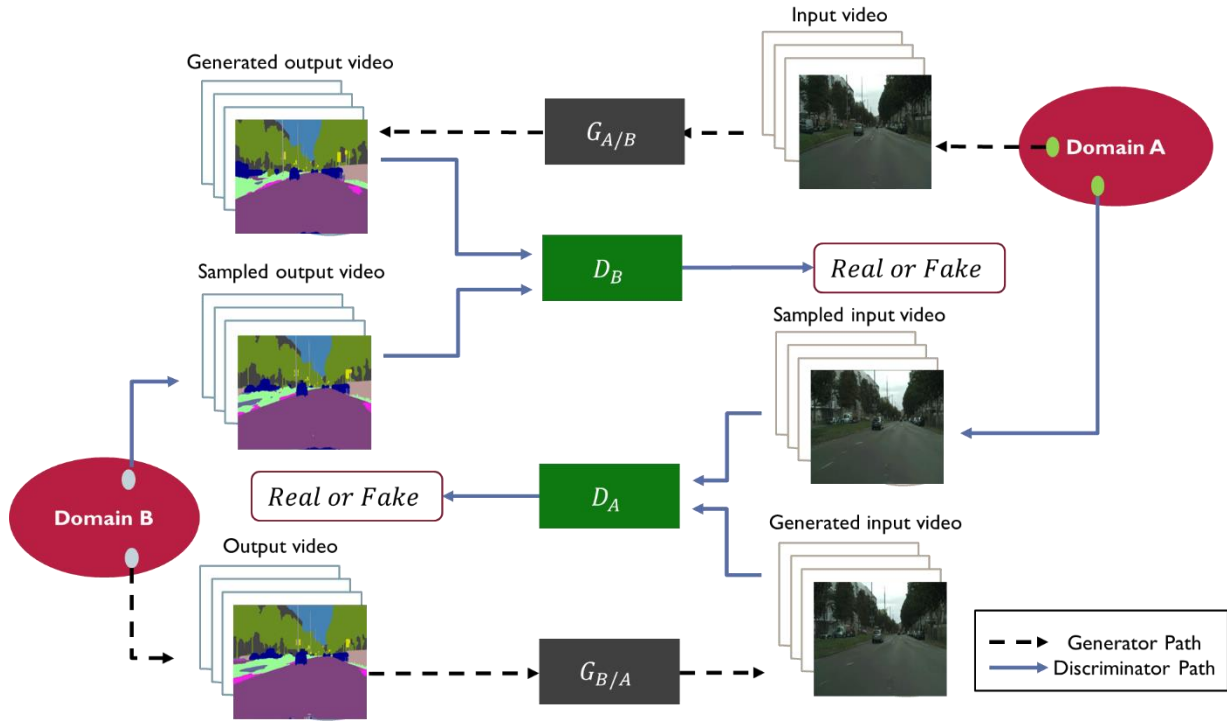 Input video
Generated output video
G_{A/B}
Domain A
D_B
Real or Fake
Sampled output video
Sampled input video
Real or Fake
D_A
Domain B
Generated input video
Output video
G_{B/A}
Generator Path
Discriminator Path